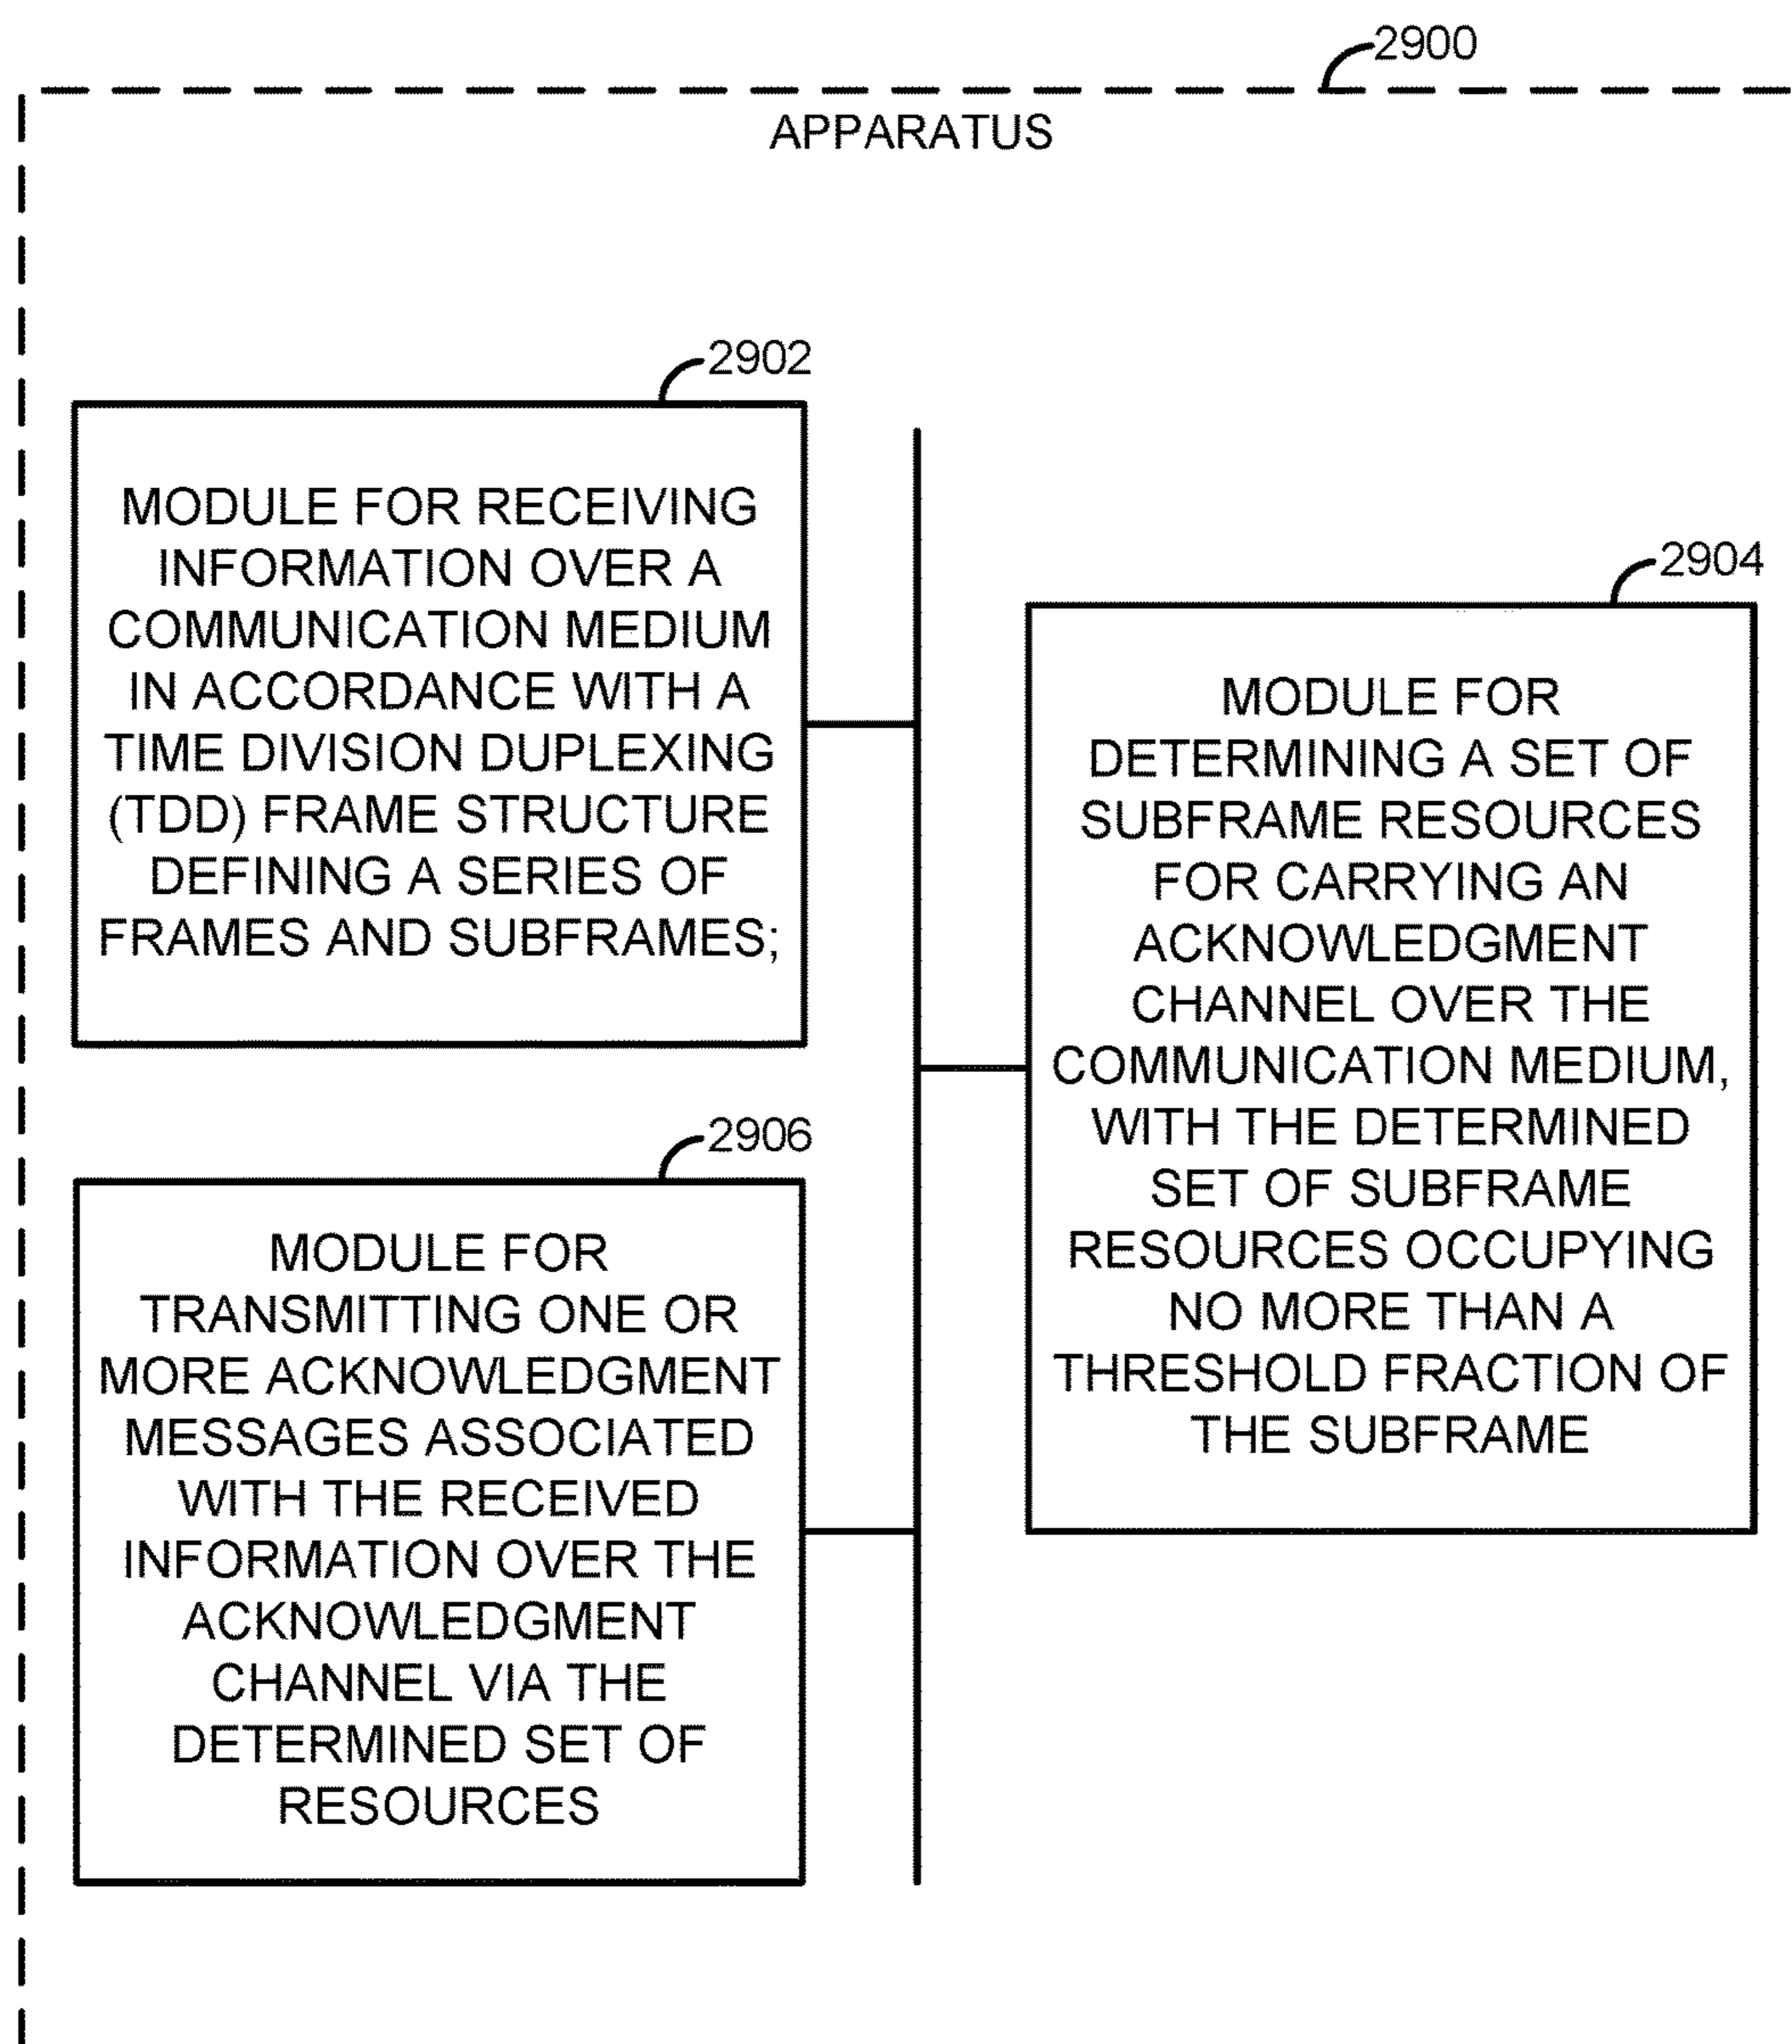 2900
APPARATUS
2902
MODULE FOR RECEIVING
INFORMATION OVER A
COMMUNICATION MEDIUM
IN ACCORDANCE WITH A
TIME DIVISION DUPLEXING
(TDD) FRAME STRUCTURE
DEFINING A SERIES OF
FRAMES AND SUBFRAMES;
2904
MODULE FOR
DETERMINING A SET OF
SUBFRAME RESOURCES
FOR CARRYING AN
ACKNOWLEDGMENT
CHANNEL OVER THE
COMMUNICATION MEDIUM,
WITH THE DETERMINED
SET OF SUBFRAME
RESOURCES OCCUPYING
NO MORE THAN A
THRESHOLD FRACTION OF
THE SUBFRAME
2906
MODULE FOR
TRANSMITTING ONE OR
MORE ACKNOWLEDGMENT
MESSAGES ASSOCIATED
WITH THE RECEIVED
INFORMATION OVER THE
ACKNOWLEDGMENT
CHANNEL VIA THE
DETERMINED SET OF
RESOURCES